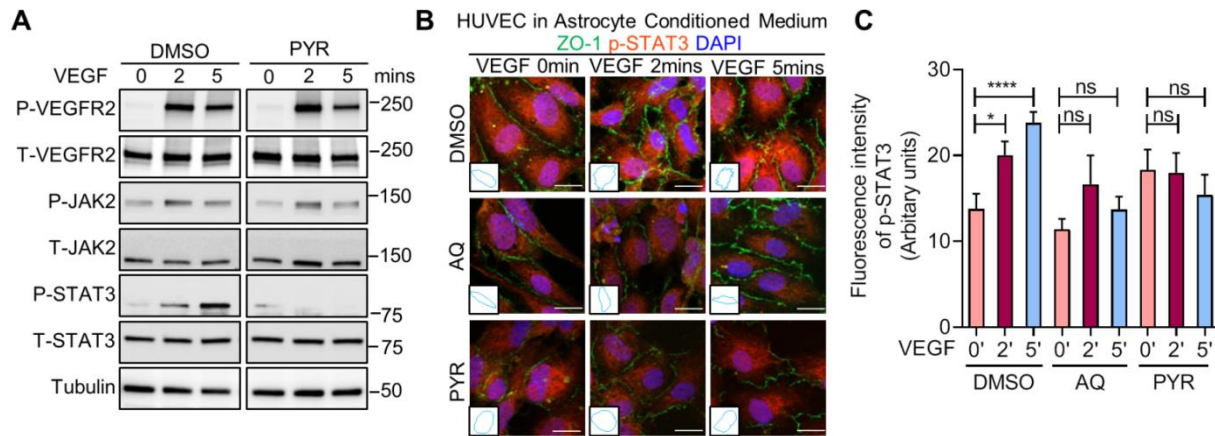 A
DMSO PYR
VEGF 0 2 5 0 2 5 mins
P-VEGFR2 250
T-VEGFR2 250
P-JAK2 150
T-JAK2 150
P-STAT3 75
T-STAT3 75
Tubulin 50
B
HUVEC in Astrocyte Conditioned Medium
ZO-1 p-STAT3 DAPI
VEGF 0min VEGF 2mins VEGF 5mins
DMSO
AQ
PYR
C
Fluorescence intensity
of p-STAT3
(Arbitary units)
30
20
10
0
**** ns ns
* ns ns
VEGF 0' 2' 5' 0' 2' 5' 0' 2' 5'
DMSO AQ PYR